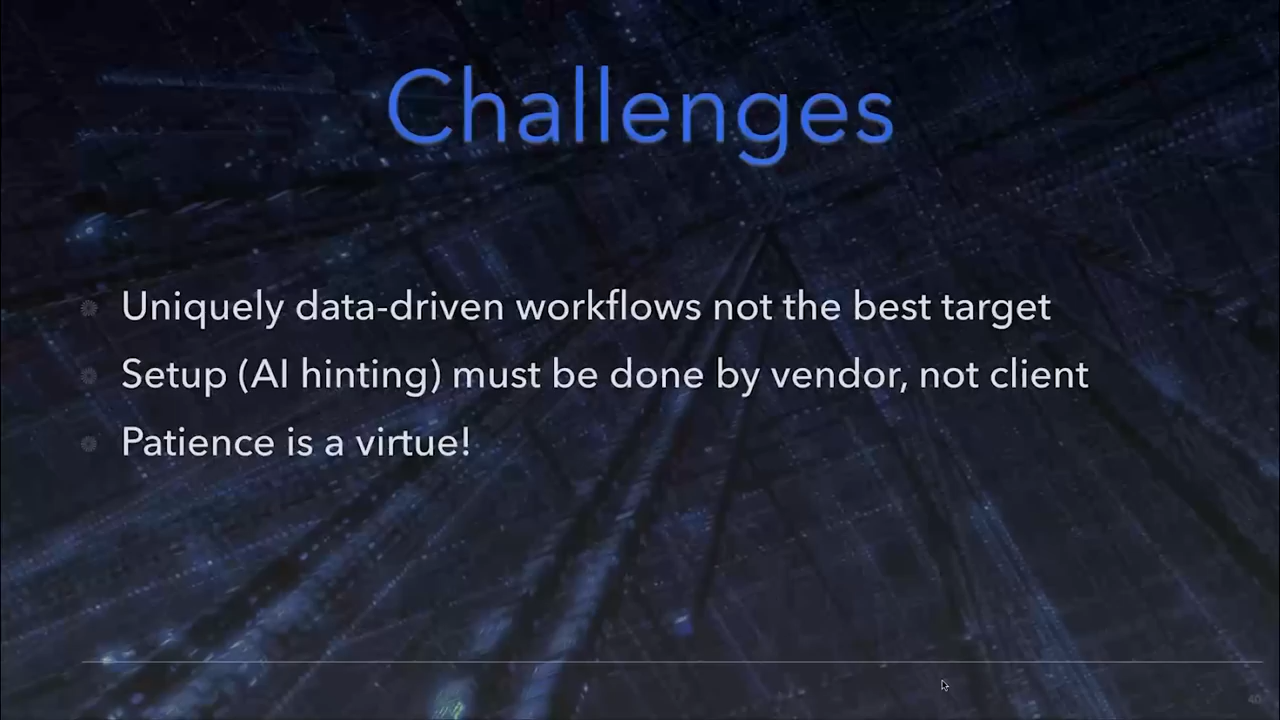 Challenges
Uniquely data-driven workflows not the best target
Setup (AI hinting) must be done by vendor, not client
Patience is a virtue!
40